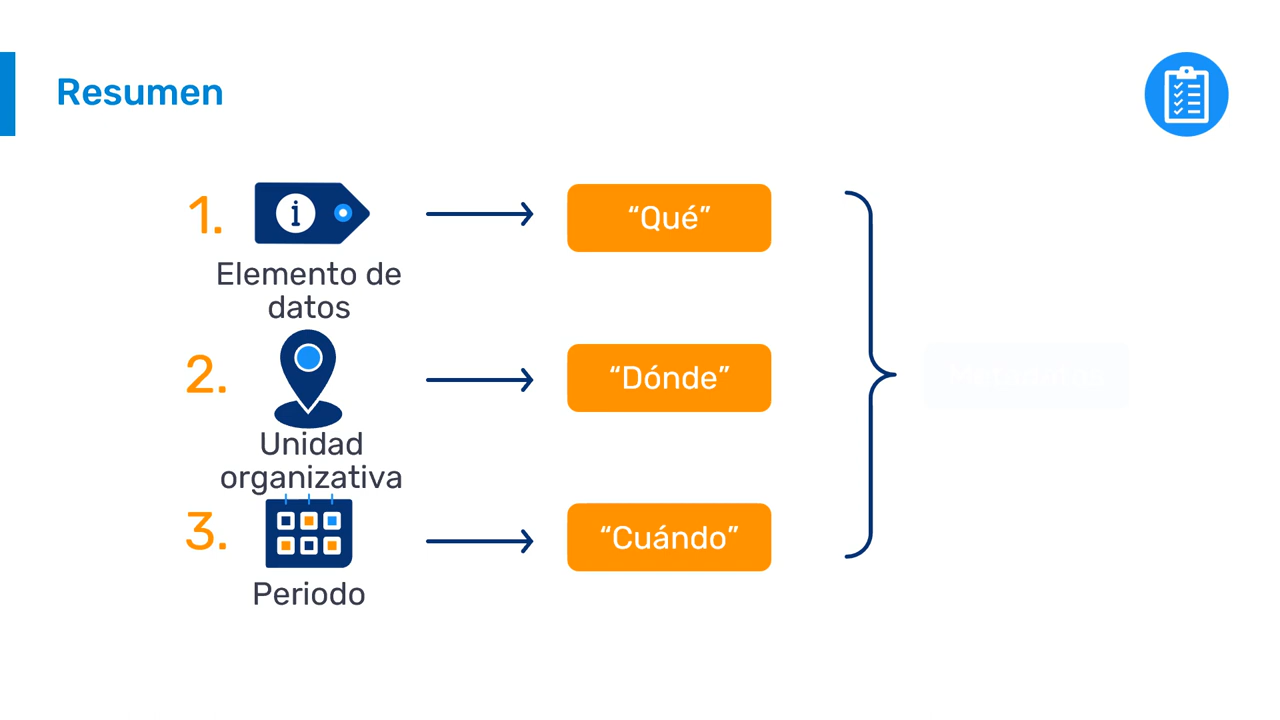 Resumen
1.
“Qué”
Elemento de
datos
2.
“Dónde”
Unidad
organizativa
3.
“Cuándo”
Periodo